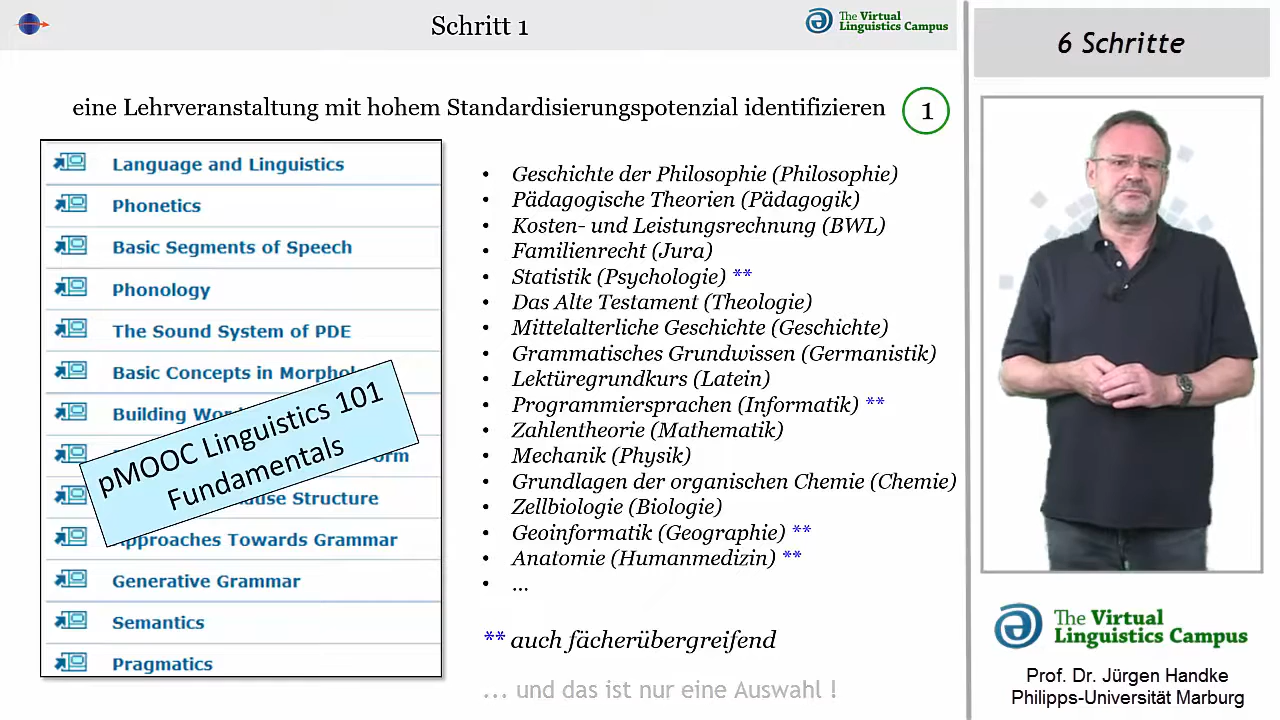 Schritt 1
The Virtual
Linguistics Campus
6 Schritte
eine Lehrveranstaltung mit hohem Standardisierungspotenzial identifizieren
1
Language and Linguistics
Phonetics
Basic Segments of Speech
Phonology
The Sound System of PDE
Basic Concepts in Morphol
Building Wor
orm
ause Structure
pproaches Towards Grammar
Generative Grammar
Semantics
Pragmatics
pMOOC Linguistics 101
Fundamentals
• Geschichte der Philosophie (Philosophie)
• Pädagogische Theorien (Pädagogik)
• Kosten- und Leistungsrechnung (BWL)
• Familienrecht (Jura)
• Statistik (Psychologie) **
• Das Alte Testament (Theologie)
• Mittelalterliche Geschichte (Geschichte)
• Grammatisches Grundwissen (Germanistik)
• Lektüregrundkurs (Latein)
• Programmiersprachen (Informatik) **
• Zahlentheorie (Mathematik)
• Mechanik (Physik)
• Grundlagen der organischen Chemie (Chemie)
• Zellbiologie (Biologie)
• Geoinformatik (Geographie) **
• Anatomie (Humanmedizin) **
• ...
** auch fächerübergreifend
... und das ist nur eine Auswahl !
The Virtual
Linguistics Campus
Prof. Dr. Jürgen Handke
Philipps-Universität Marburg